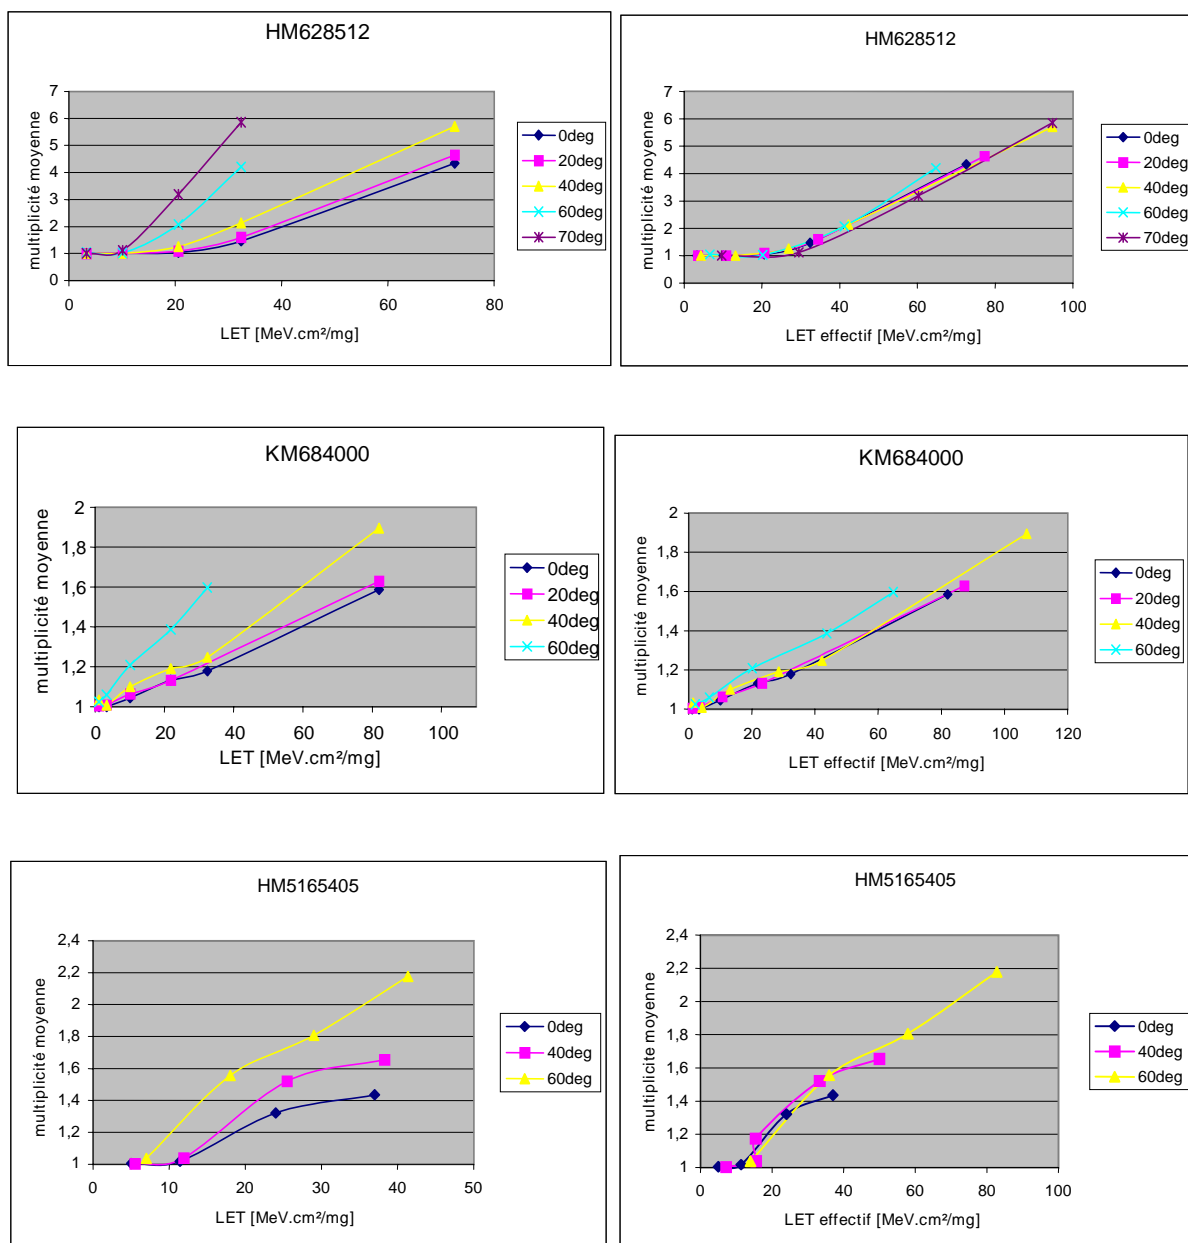 HM628512
multiplicité moyenne
7
6
5
4
3
2
1
0
0 20 40 60 80
LET [MeV.cm²/mg]
0deg
20deg
40deg
60deg
70deg
HM628512
multiplicité moyenne
7
6
5
4
3
2
1
0
0 20 40 60 80 100
LET effectif [MeV.cm²/mg]
0deg
20deg
40deg
60deg
70deg
KM684000
multiplicité moyenne
2
1,8
1,6
1,4
1,2
1
0 20 40 60 80 100
LET [MeV.cm²/mg]
0deg
20deg
40deg
60deg
KM684000
multiplicité moyenne
2
1,8
1,6
1,4
1,2
1
0 20 40 60 80 100 120
LET effectif [MeV.cm²/mg]
0deg
20deg
40deg
60deg
HM5165405
multiplicité moyenne
2,4
2,2
2
1,8
1,6
1,4
1,2
1
0 10 20 30 40 50
LET [MeV.cm²/mg]
0deg
40deg
60deg
HM5165405
multiplicite moyenne
2,4
2,2
2
1,8
1,6
1,4
1,2
1
0 20 40 60 80 100
LET effectif [MeV.cm²/mg]
0deg
40deg
60deg